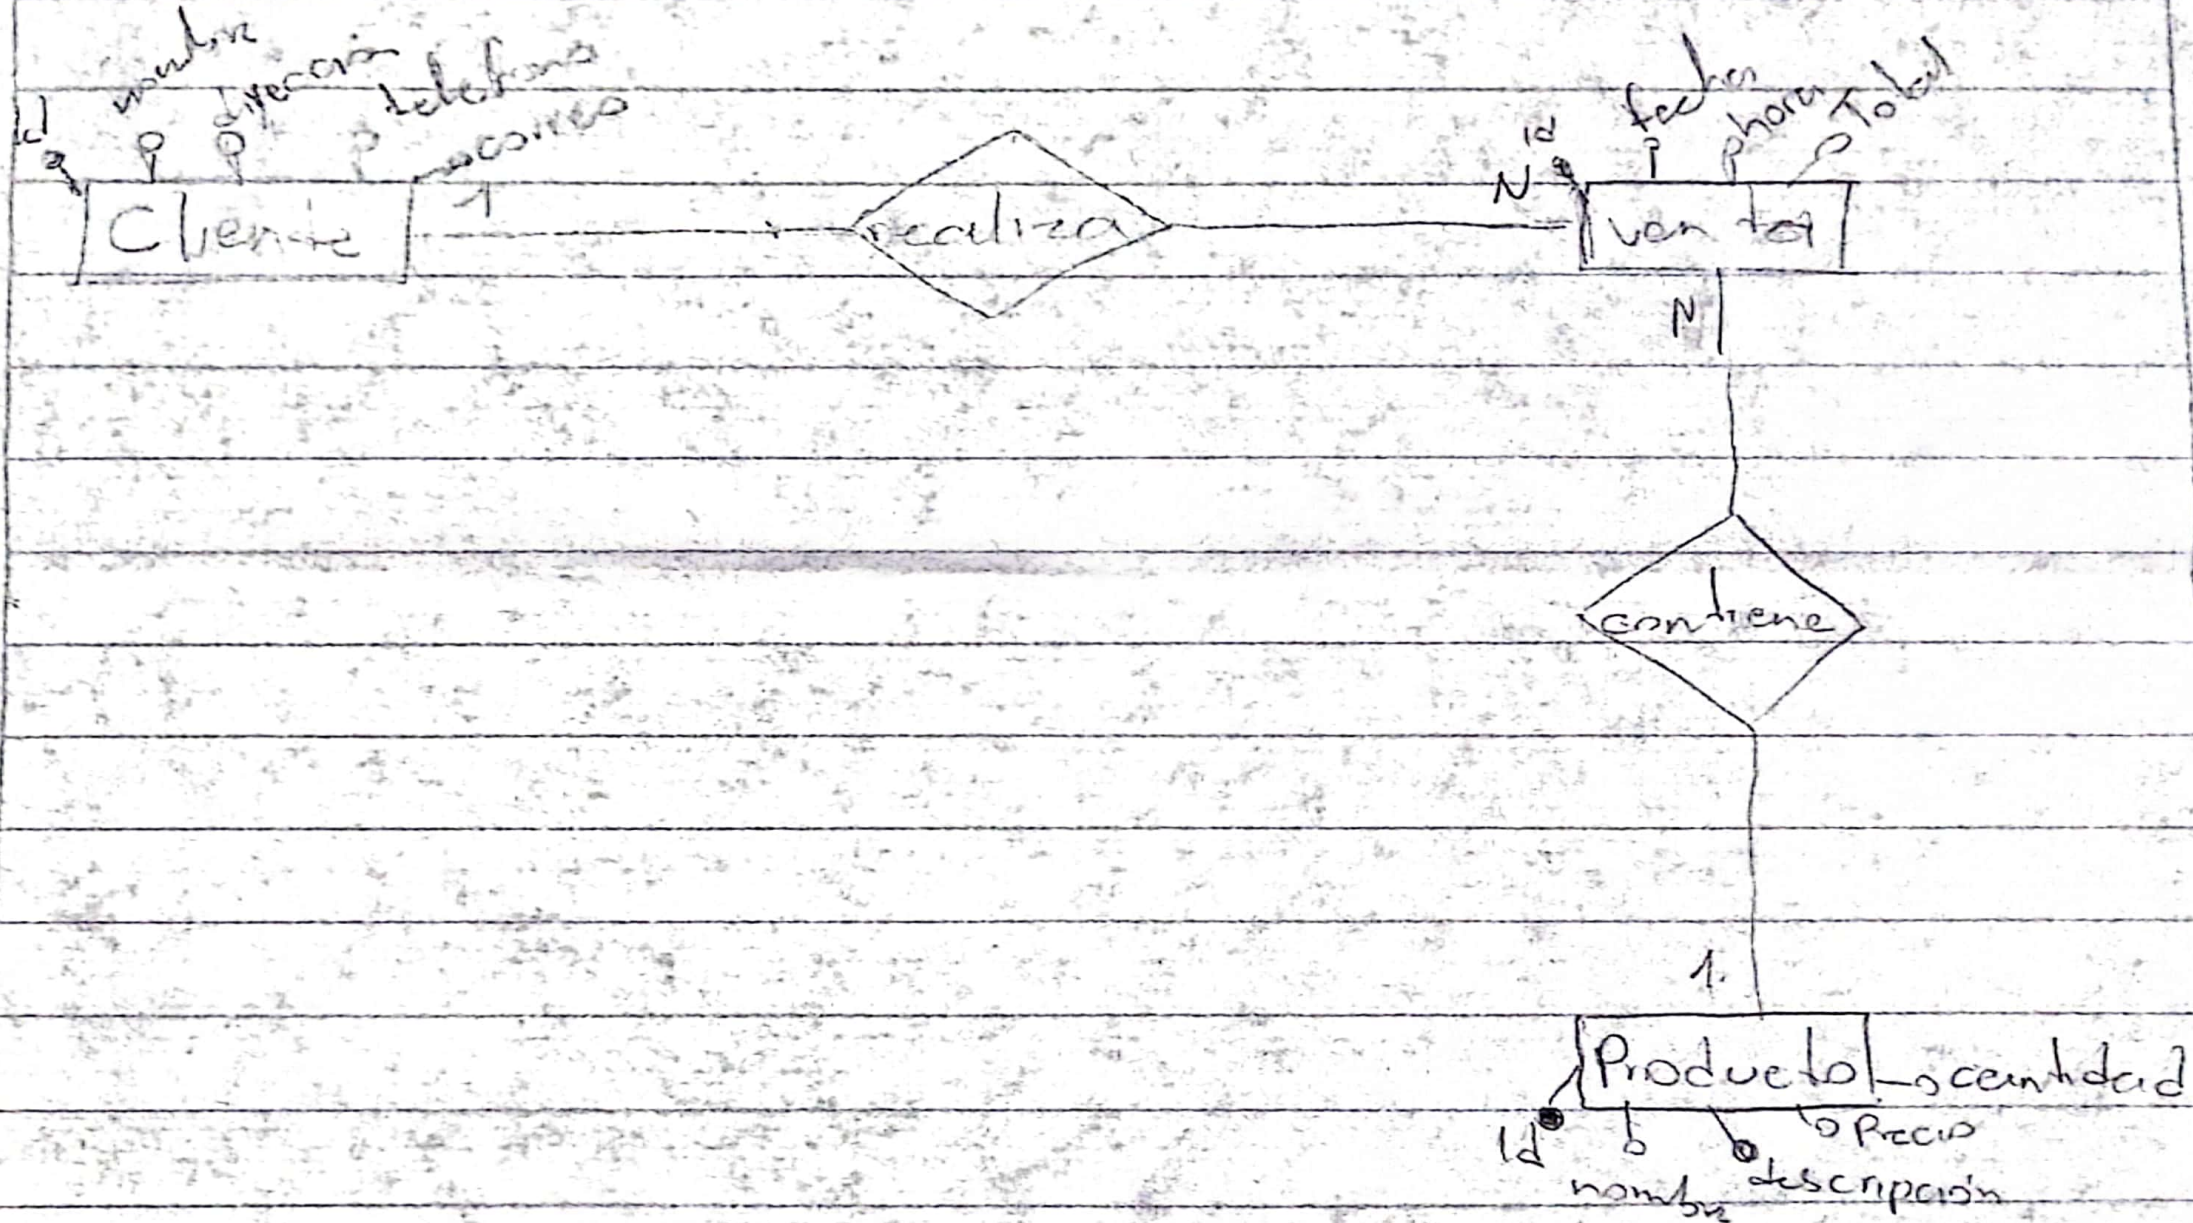 Id nombre dirección telefono
correo
id fecha hora Total
Cliente 1 realiza N venta
N
contiene
1.
Producto cantidad
Id nombre descripción Precio